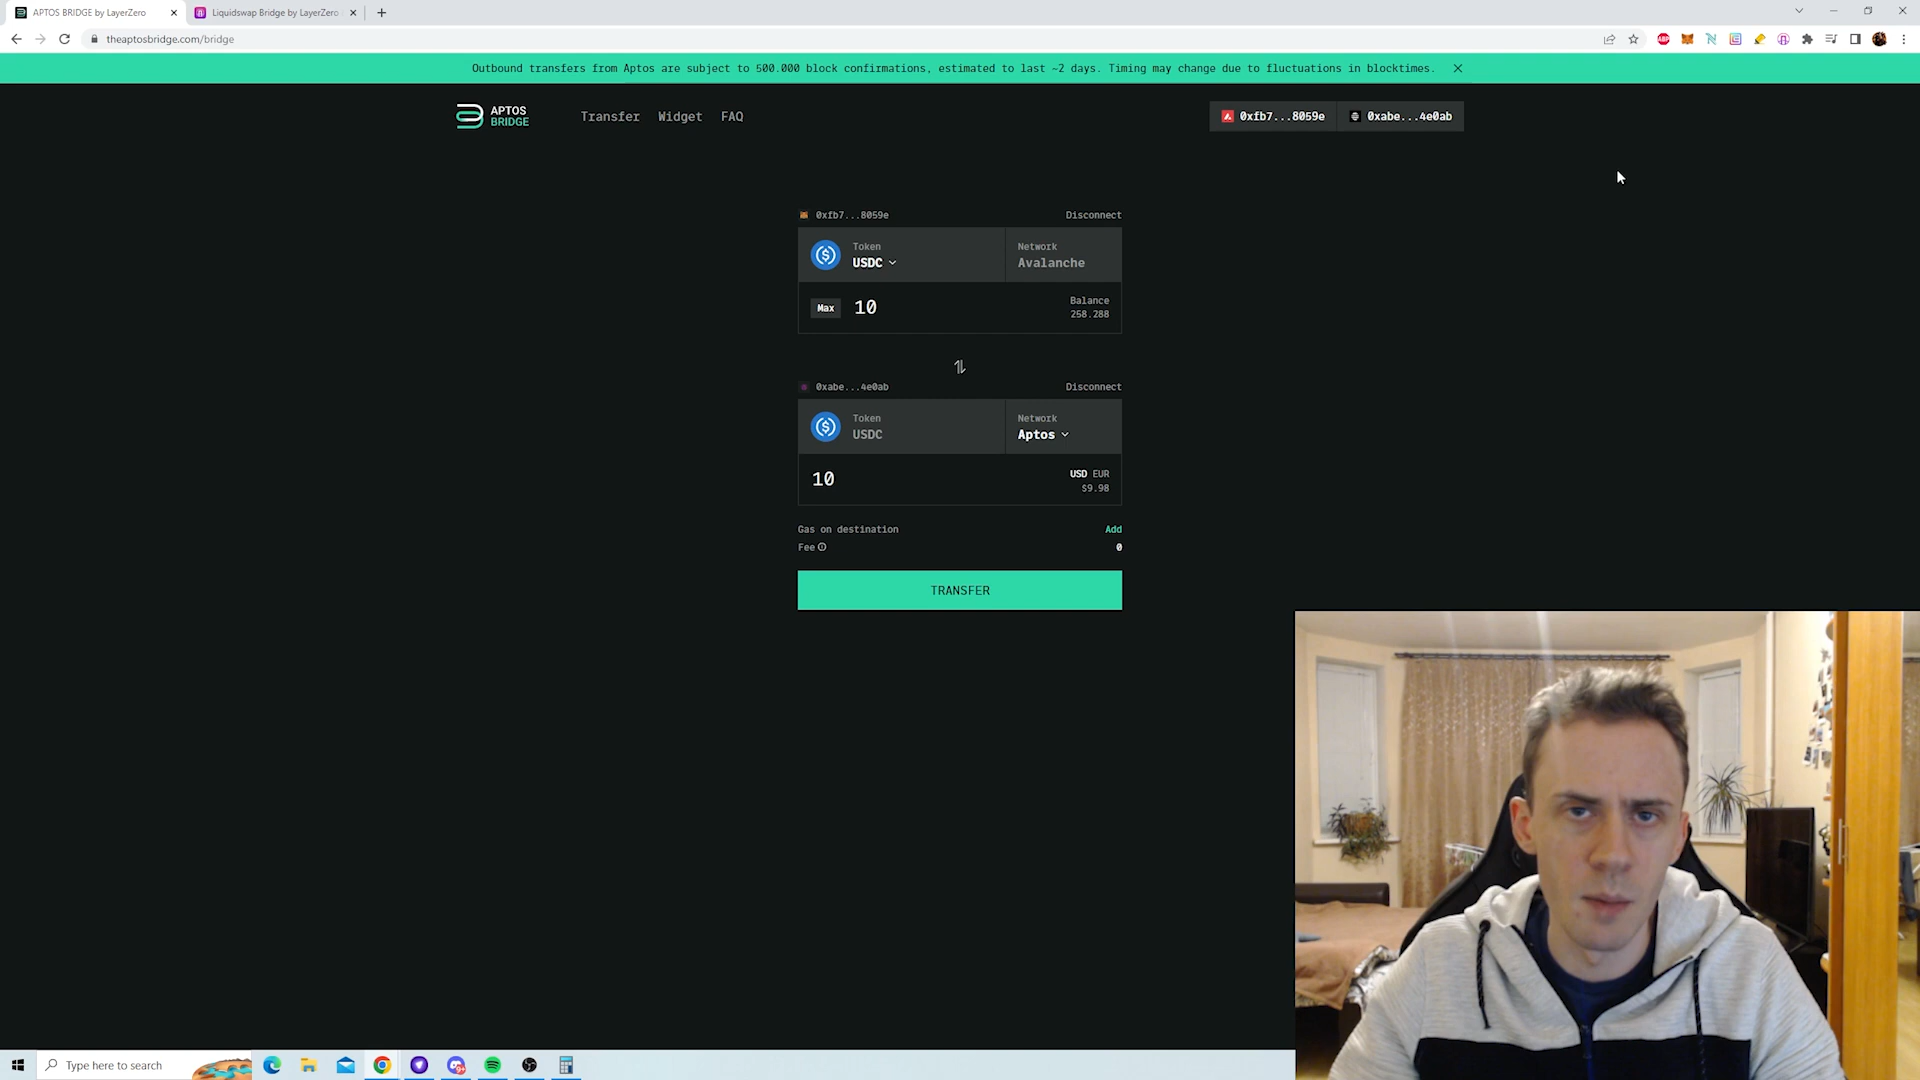 APTOS BRIDGE by LayerZero
Liquidswap Bridge by LayerZero
theaptosbridge.com/bridge
ABP
Outbound transfers from Aptos are subject to 500.000 block confirmations, estimated to last ~2 days. Timing may change due to fluctuations in blocktimes.
APTOS
BRIDGE
Transfer
Widget
FAQ
0xfb7...8059e
0xabe...4e0ab
0xfb7...8059e
Disconnect
Token
USDC
Network
Avalanche
Max
10
Balance
258.288
0xabe...4e0ab
Disconnect
Token
USDC
Network
Aptos
10
USD EUR
$9.98
Gas on destination
Add
Fee
0
TRANSFER
Type here to search